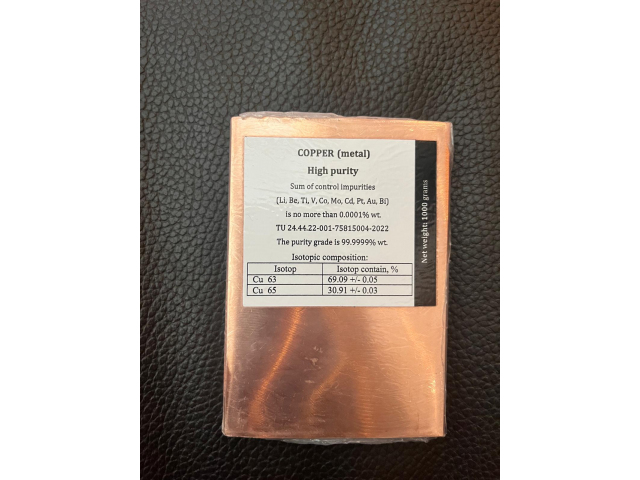 COPPER (metal)
High purity
Sum of control impurities
(Li, Be, Ti, V, Co, Mo, Cd, Pt, Au, Bi)
is no more than 0.0001% wt.
TU 24.44.22-001-75815004-2022
The purity grade is 99.9999% wt.
Isotopic composition:
Isotop Isotop contain, %
Cu 63 69.09 +/- 0.05
Cu 65 30.91 +/- 0.03
Net weight: 1000 grams